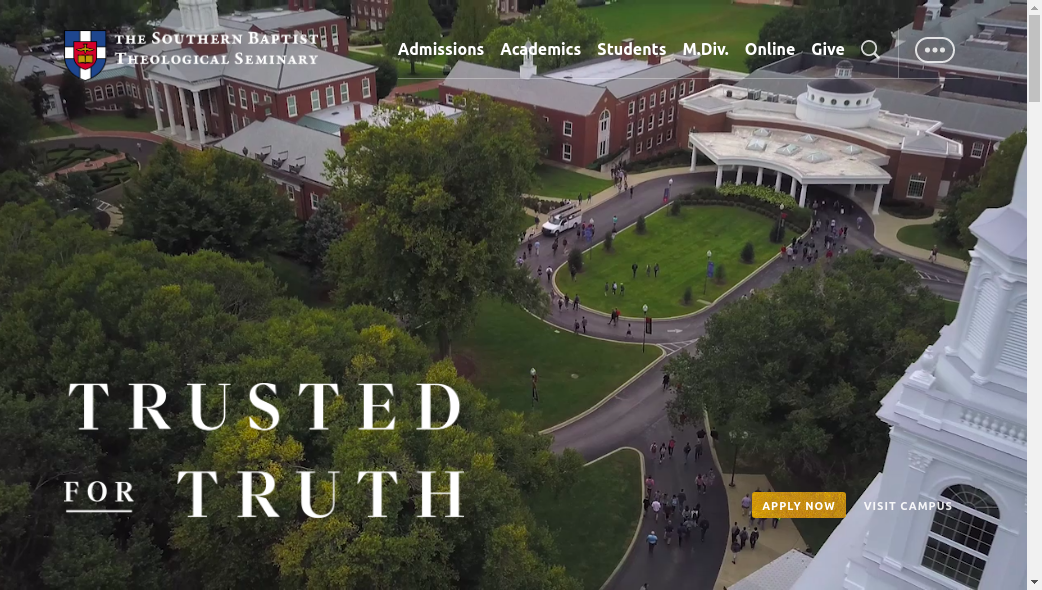 THE SOUTHERN BAPTIST
THEOLOGICAL SEMINARY
Admissions Academics Students M.Div. Online Give
TRUSTED
FOR TRUTH
APPLY NOW VISIT CAMPUS